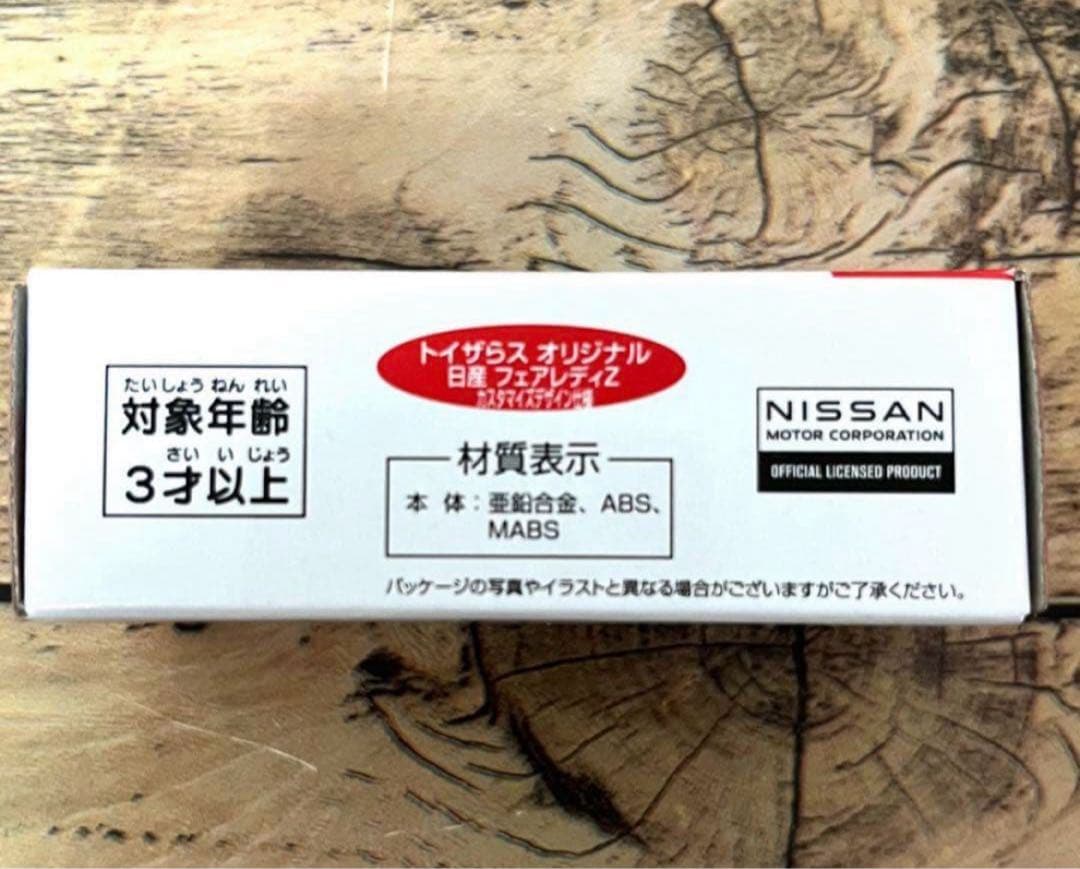 たいしょう ねん れい
対象年齢
さい い じょう
3才以上
トイザらス オリジナル
日産 フェアレディZ
カスタマイズデザイン仕様
材質表示
本 体：亜鉛合金、ABS、
MABS
パッケージの写真やイラストと異なる場合がございますがご了承ください。
NISSAN
MOTOR CORPORATION
OFFICIAL LICENSED PRODUCT